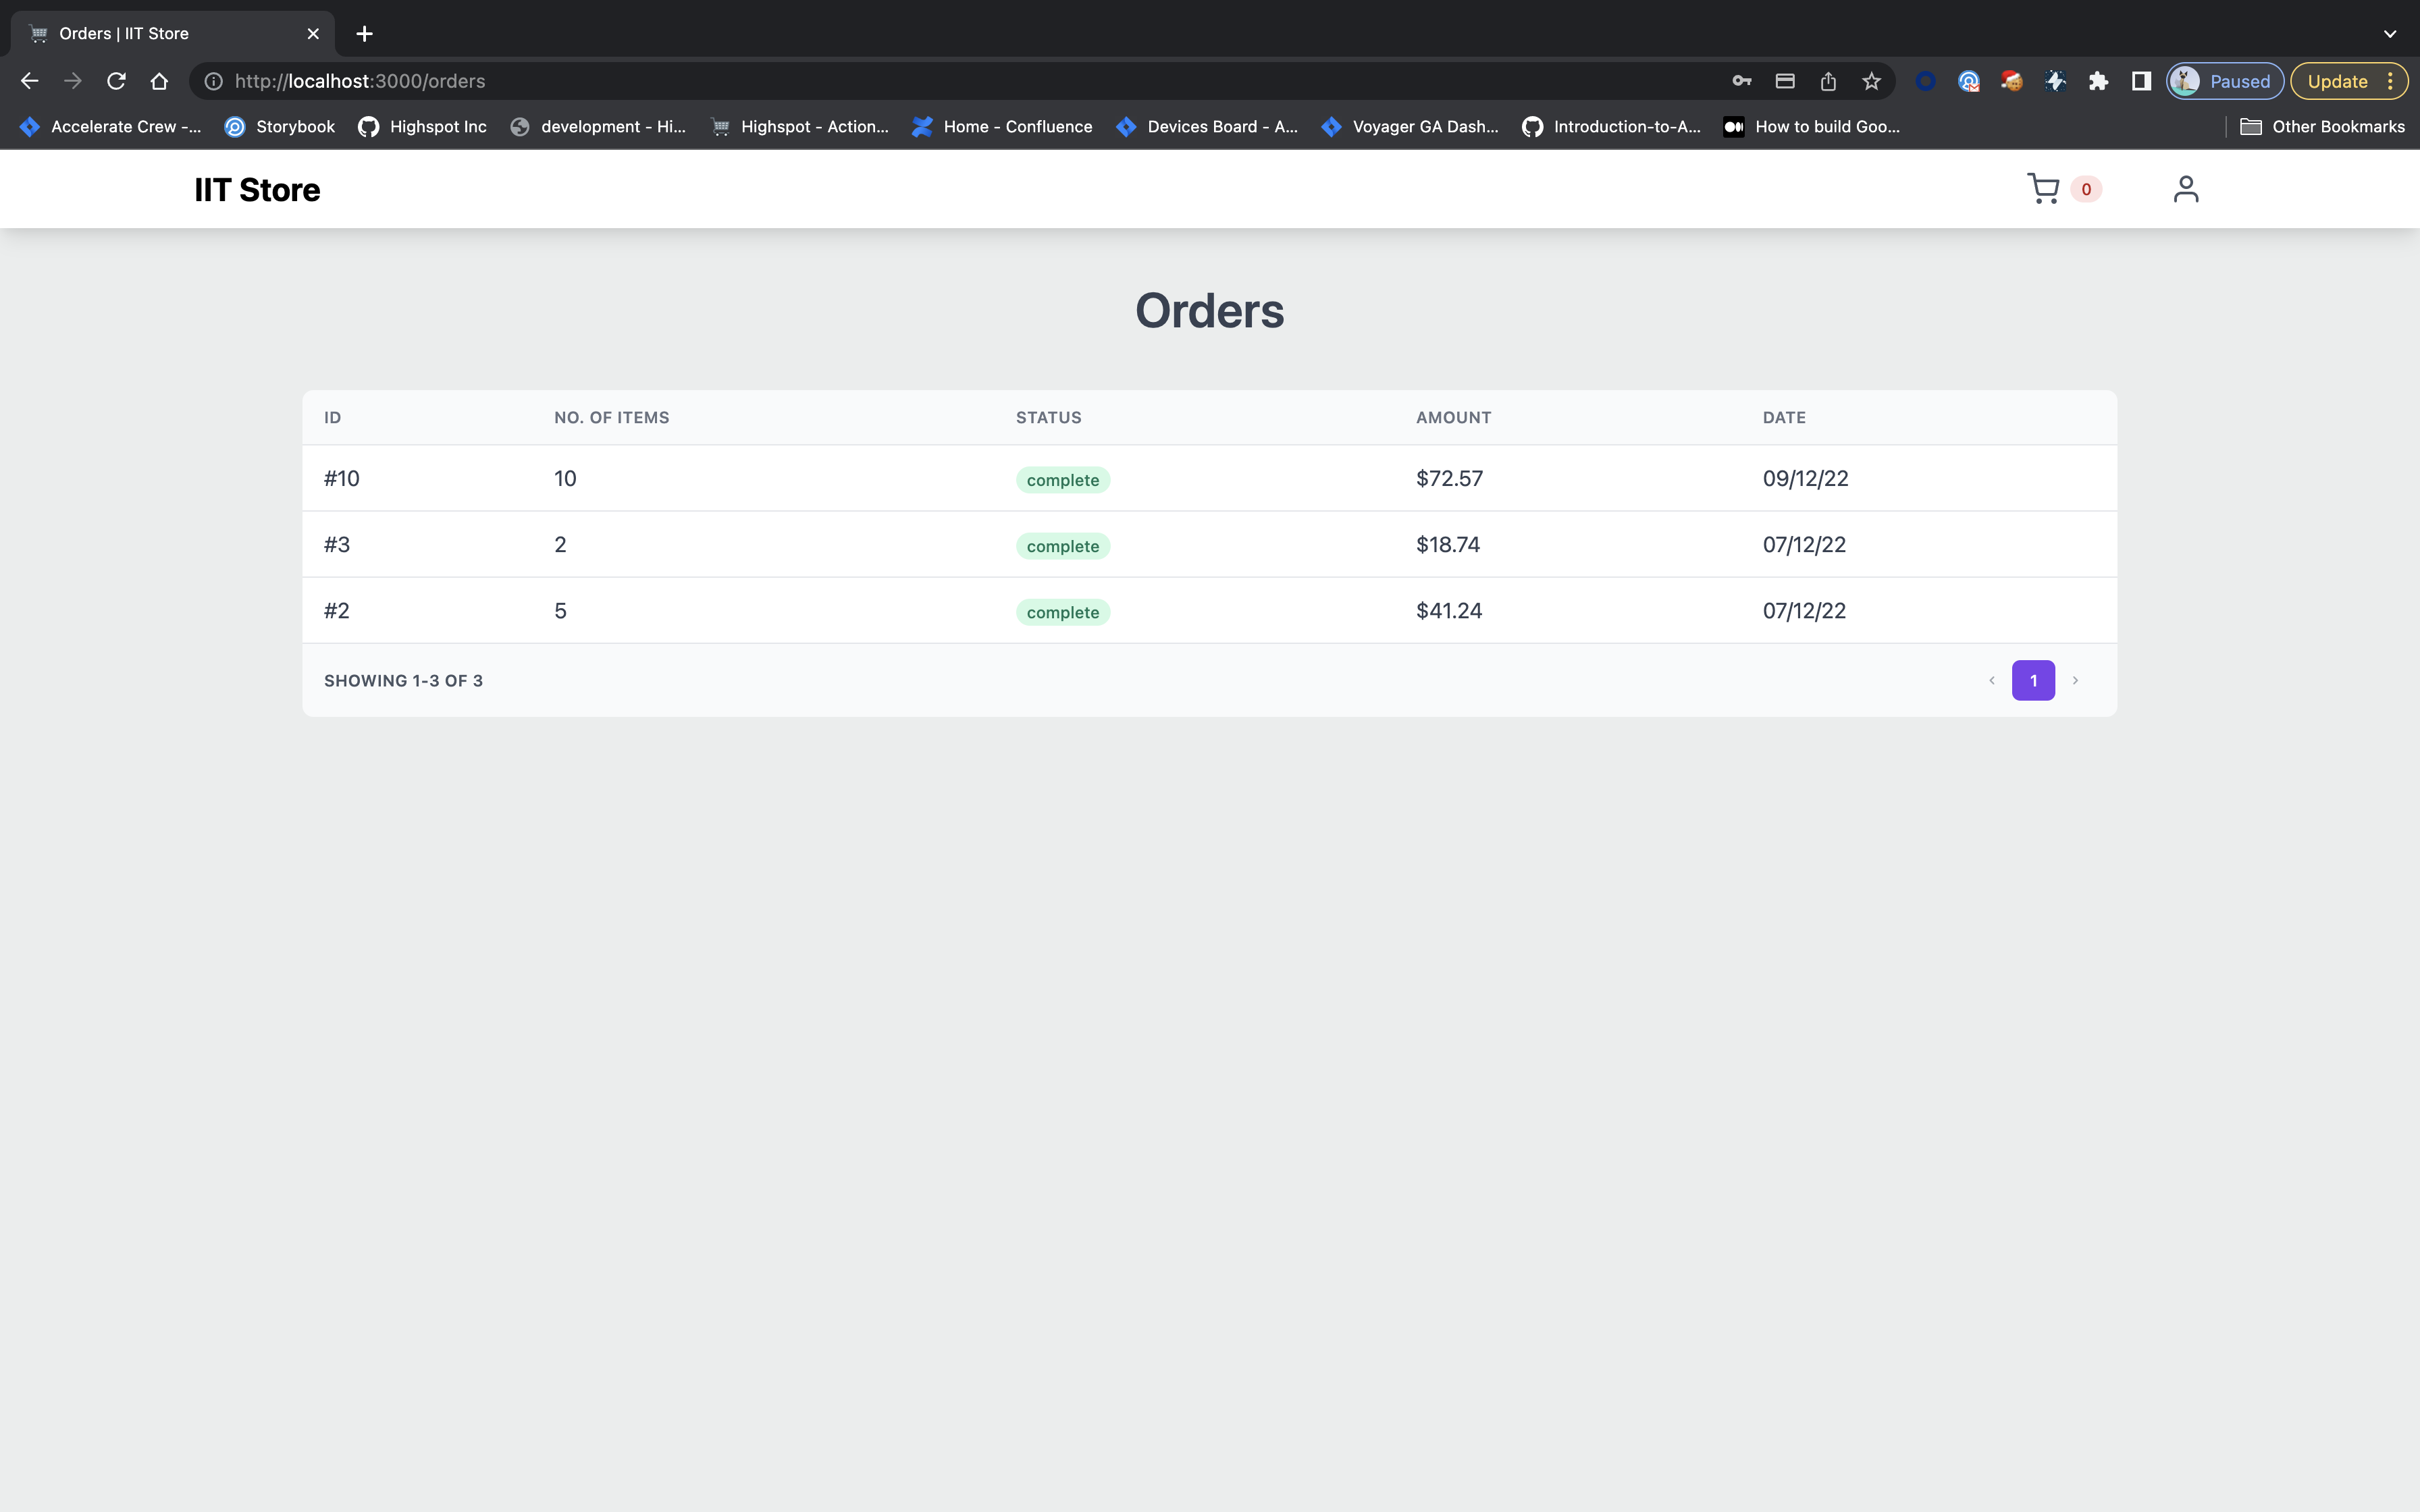 Orders | IIT Store
http://localhost:3000/orders
Paused
Update
Accelerate Crew -...
Storybook
Highspot Inc
development - Hi...
Highspot - Action...
Home - Confluence
Devices Board - A...
Voyager GA Dash...
Introduction-to-A...
How to build Goo...
Other Bookmarks
IIT Store
0
Orders
ID NO. OF ITEMS STATUS AMOUNT DATE
#10 10 complete $72.57 09/12/22
#3 2 complete $18.74 07/12/22
#2 5 complete $41.24 07/12/22
SHOWING 1-3 OF 3
1